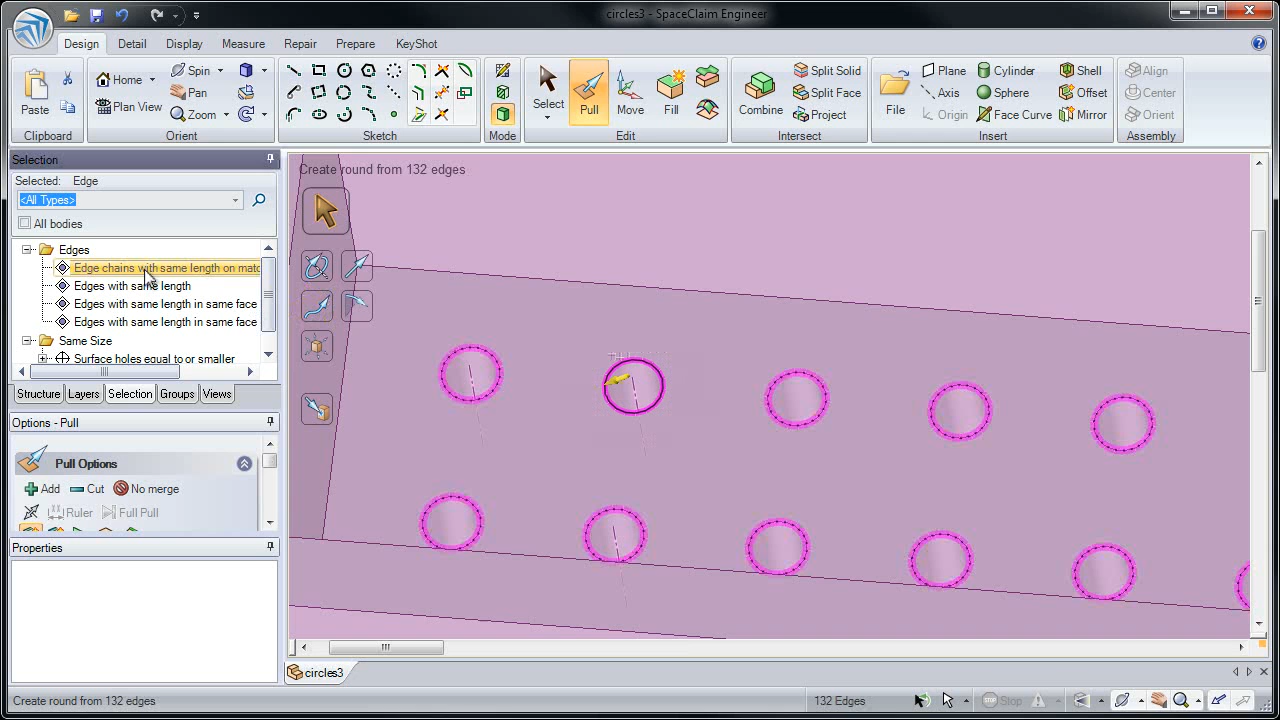 circles3 - SpaceClaim Engineer
Design
Detail
Display
Measure
Repair
Prepare
KeyShot
Paste
Clipboard
Home
Spin
Pan
Plan View
Zoom
Orient
Sketch
Mode
Select
Pull
Move
Fill
Edit
Combine
Split Solid
Split Face
Project
Intersect
File
Plane
Axis
Origin
Cylinder
Sphere
Face Curve
Shell
Offset
Mirror
Insert
Align
Center
Orient
Assembly
Selection
Selected: Edge
<All Types>
All bodies
Edges
Edge chains with same length on matc
Edges with same length
Edges with same length in same face
Edges with same length in same face
Same Size
Surface holes equal to or smaller
Structure
Layers
Selection
Groups
Views
Options - Pull
Pull Options
Add
Cut
No merge
Ruler
Full Pull
Properties
Create round from 132 edges
circles3
Create round from 132 edges
132 Edges
Stop